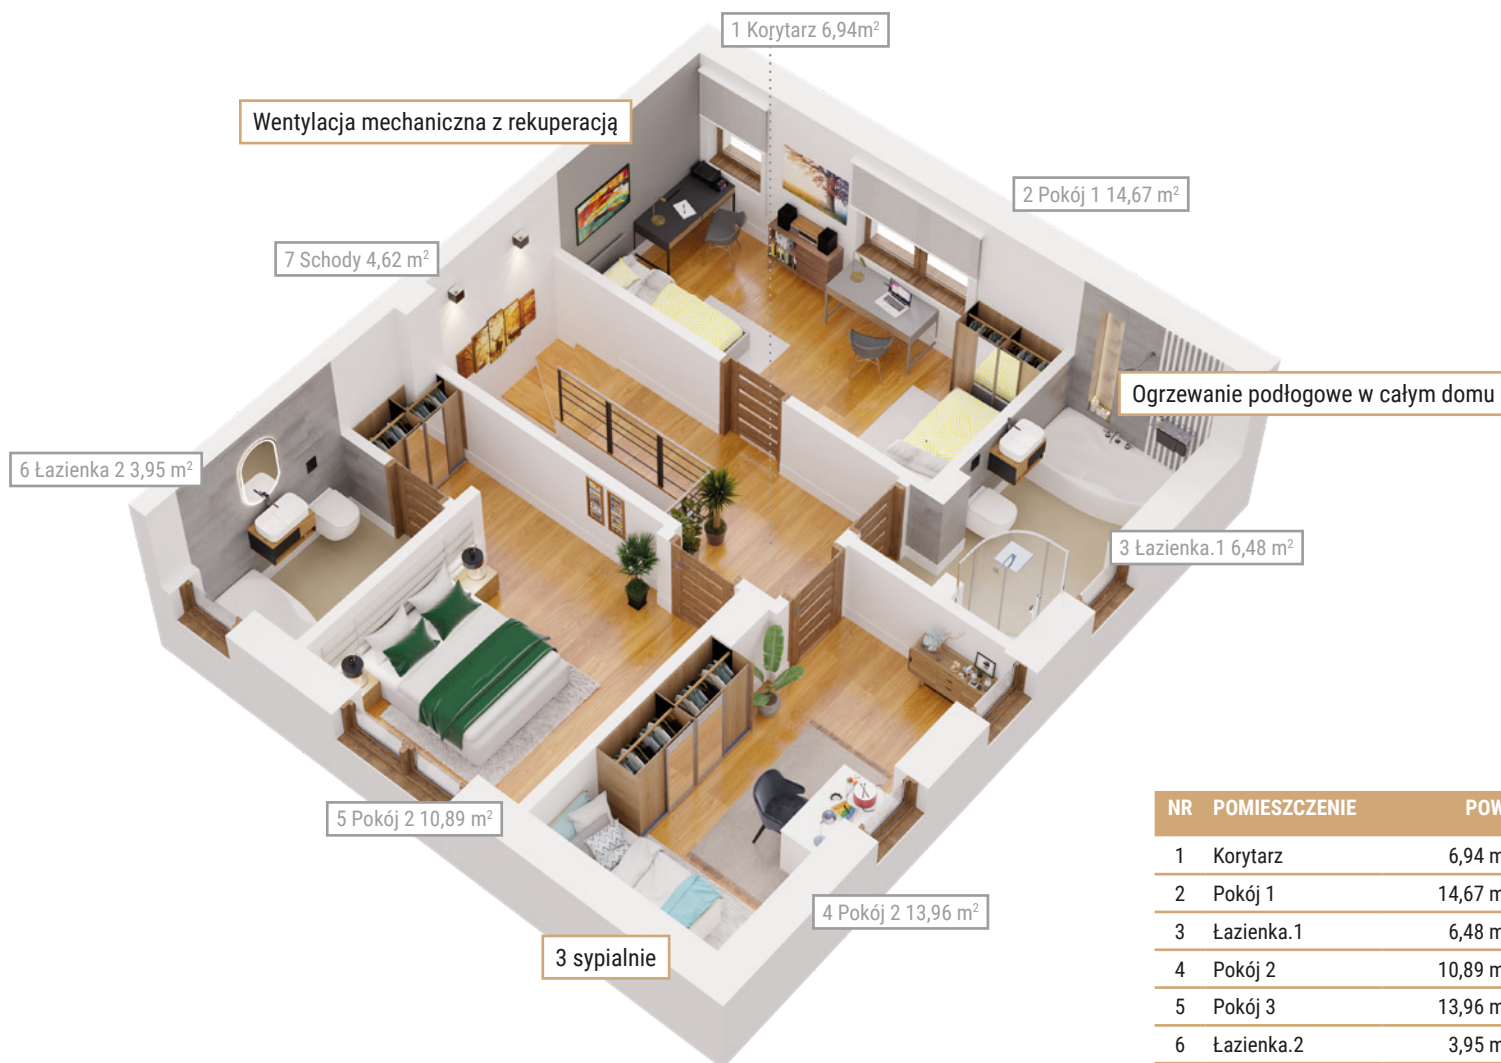 1 Korytarz 6,94m²
Wentylacja mechaniczna z rekuperacją
2 Pokój 1 14,67 m²
7 Schody 4,62 m²
Ogrzewanie podłogowe w całym domu
6 Łazienka 2 3,95 m²
3 Łazienka.1 6,48 m²
5 Pokój 2 10,89 m²
4 Pokój 2 13,96 m²
3 sypialnie
NR POMIESZCZENIE POW
1 Korytarz 6,94 m
2 Pokój 1 14,67 m
3 Łazienka.1 6,48 m
4 Pokój 2 10,89 m
5 Pokój 3 13,96 m
6 Łazienka.2 3,95 m